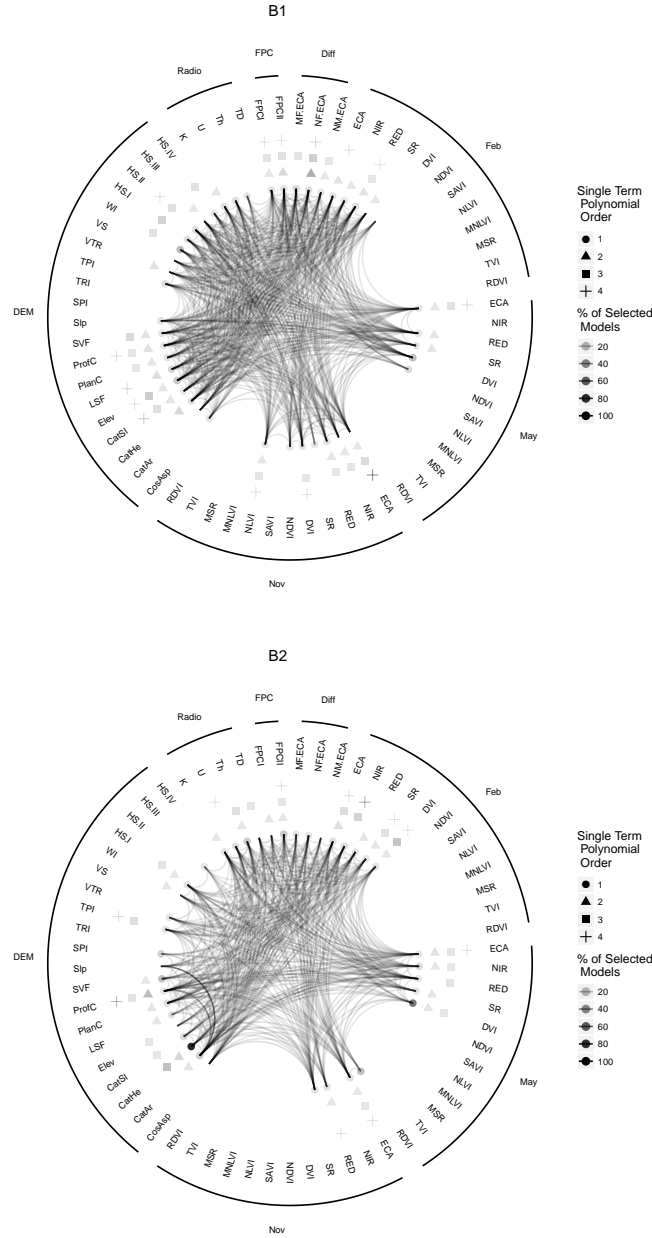 B1
FPC
Diff
Radio
Feb
DEM
May
Nov
FPCI
FPCII
MF.ECA
NF.ECA
NM.ECA
ECA
NIR
RED
SR
DVI
NDVI
SAVI
NLVI
MNLVI
MSR
TVI
RDVI
ECA
NIR
RED
SR
DVI
NDVI
SAVI
NLVI
MNLVI
MSR
TVI
RDVI
ECA
NIR
RED
SR
DVI
NDVI
SAVI
NLVI
MNLVI
MSR
TVI
RDVI
CosAsp
CatAr
CatHe
CatSl
Elev
LSF
PlanC
ProfC
SVF
Slp
SPI
TRI
TPI
VTR
VS
WI
HS.I
HS.II
HS.III
HS.IV
K
U
Th
TD
Single Term
Polynomial
Order
1
2
3
4
% of Selected
Models
20
40
60
80
100
B2
FPC
Diff
Radio
Feb
DEM
May
Nov
FPCI
FPCII
MF.ECA
NF.ECA
NM.ECA
ECA
NIR
RED
SR
DVI
NDVI
SAVI
NLVI
MNLVI
MSR
TVI
RDVI
ECA
NIR
RED
SR
DVI
NDVI
SAVI
NLVI
MNLVI
MSR
TVI
RDVI
ECA
NIR
RED
SR
DVI
NDVI
SAVI
NLVI
MNLVI
MSR
TVI
RDVI
CosAsp
CatAr
CatHe
CatSl
Elev
LSF
PlanC
ProfC
SVF
Slp
SPI
TRI
TPI
VTR
VS
WI
HS.I
HS.II
HS.III
HS.IV
K
U
Th
TD
Single Term
Polynomial
Order
1
2
3
4
% of Selected
Models
20
40
60
80
100